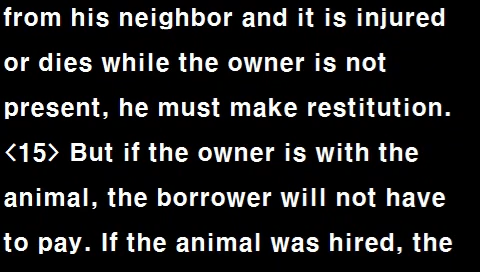 from his neighbor and it is injured
or dies while the owner is not
present, he must make restitution.
<15> But if the owner is with the
animal, the borrower will not have
to pay. If the animal was hired, the